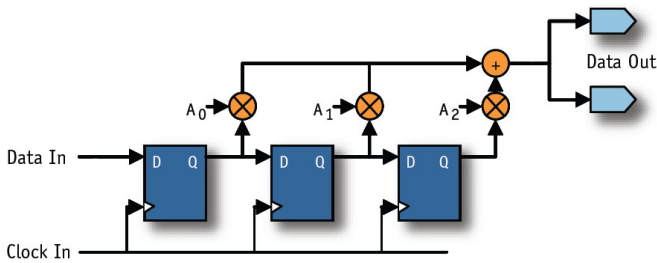 Data Out
A0
A1
A2
+
Data In
D Q
D Q
D Q
Clock In